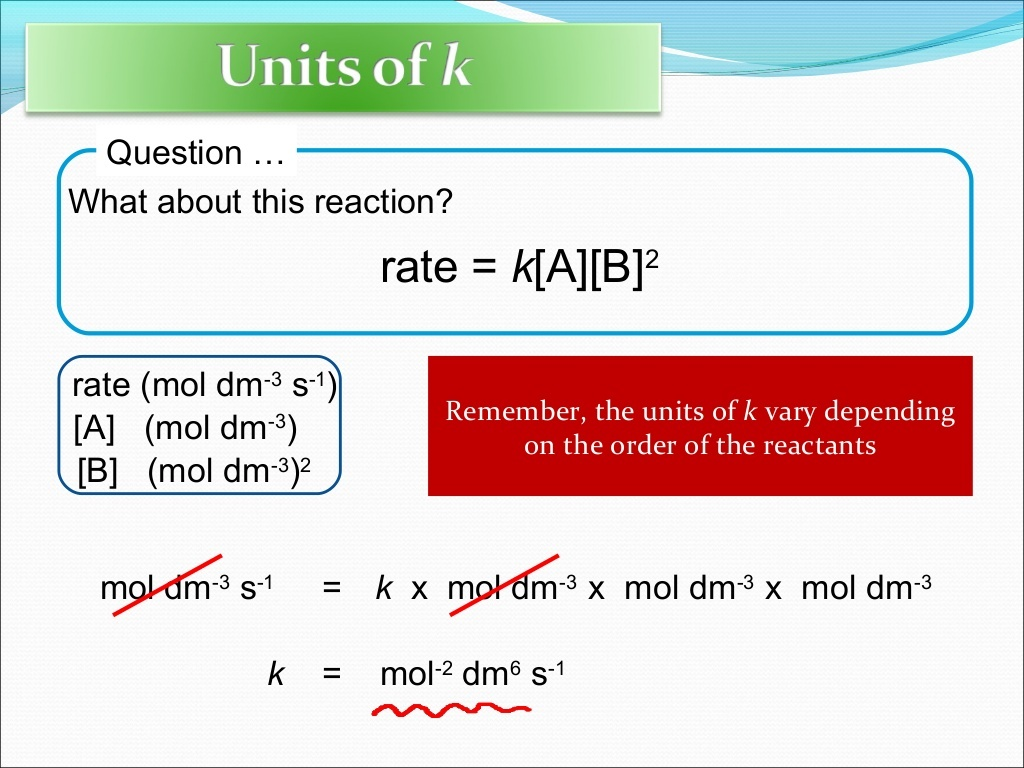 Units of k
Question …
What about this reaction?
rate = k[A][B]²
rate (mol dm⁻³ s⁻¹)
[A] (mol dm⁻³)
[B] (mol dm⁻³)²
Remember, the units of k vary depending
on the order of the reactants
mol dm⁻³ s⁻¹ = k x mol dm⁻³ x mol dm⁻³ x mol dm⁻³
k = mol⁻² dm⁶ s⁻¹